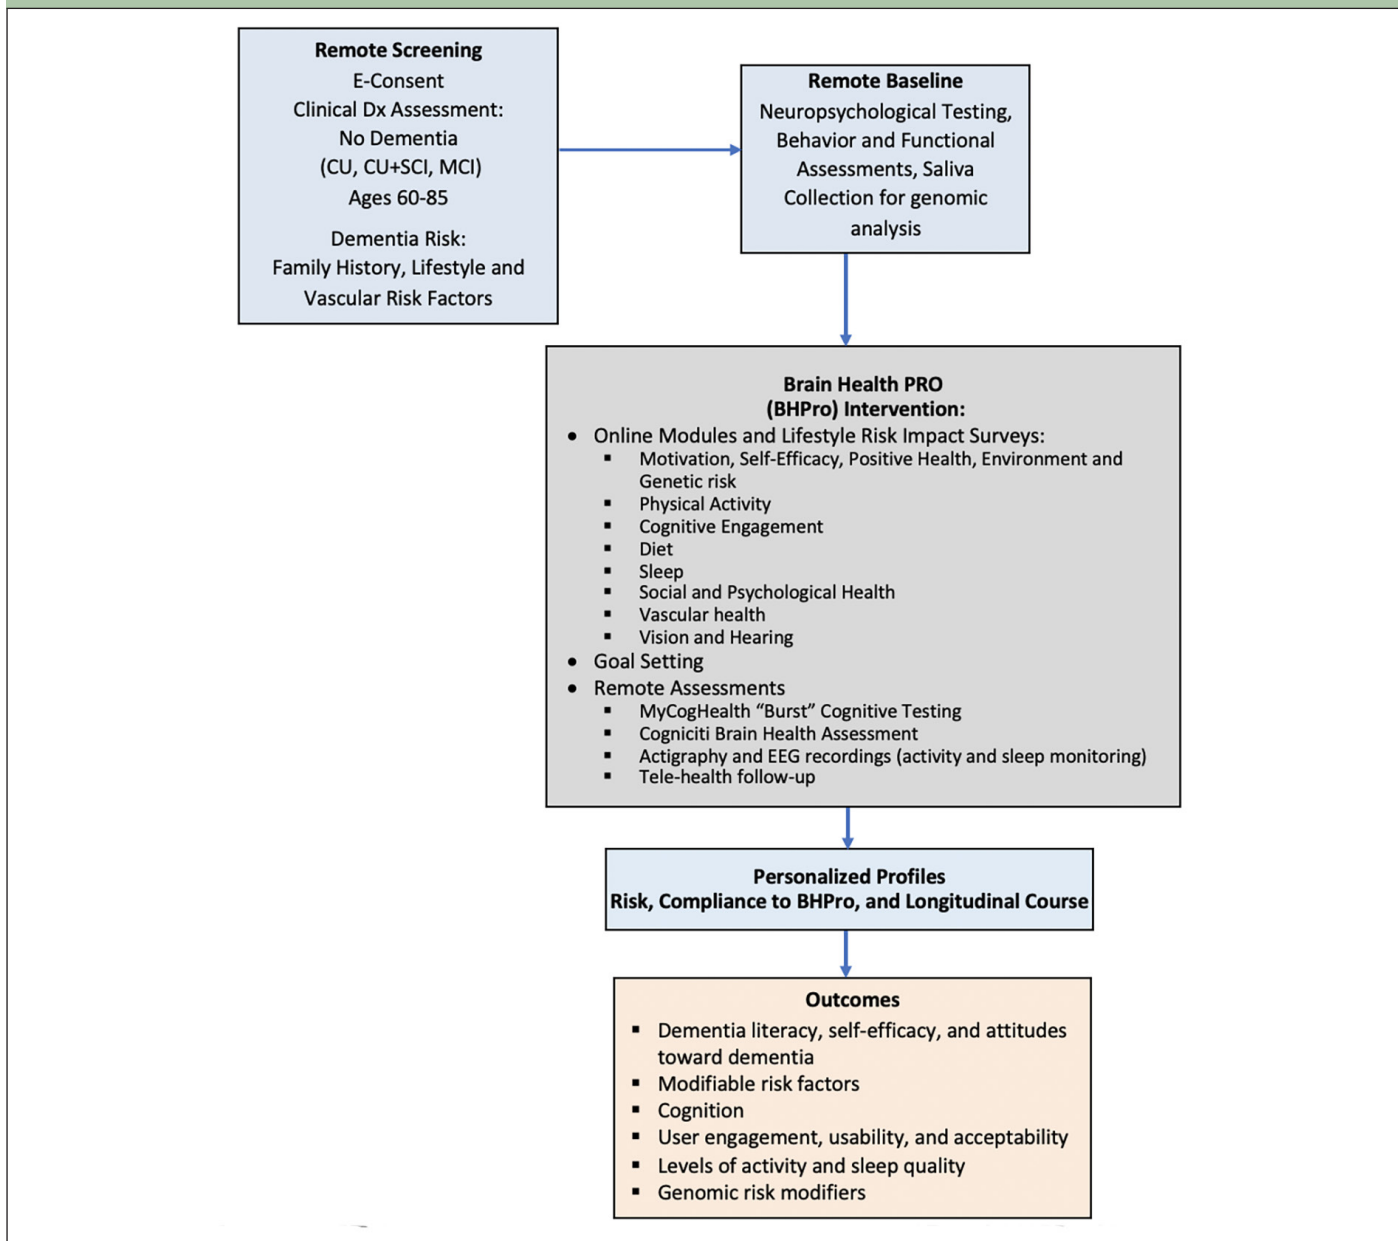 Remote Screening
E-Consent
Clinical Dx Assessment:
No Dementia
(CU, CU+SCI, MCI)
Ages 60-85
Dementia Risk:
Family History, Lifestyle and
Vascular Risk Factors
Remote Baseline
Neuropsychological Testing,
Behavior and Functional
Assessments, Saliva
Collection for genomic
analysis
Brain Health PRO
(BHPro) Intervention:
• Online Modules and Lifestyle Risk Impact Surveys:
▪ Motivation, Self-Efficacy, Positive Health, Environment and
Genetic risk
▪ Physical Activity
▪ Cognitive Engagement
▪ Diet
▪ Sleep
▪ Social and Psychological Health
▪ Vascular health
▪ Vision and Hearing
• Goal Setting
• Remote Assessments
▪ MyCogHealth “Burst” Cognitive Testing
▪ Cogniciti Brain Health Assessment
▪ Actigraphy and EEG recordings (activity and sleep monitoring)
▪ Tele-health follow-up
Personalized Profiles
Risk, Compliance to BHPro, and Longitudinal Course
Outcomes
▪ Dementia literacy, self-efficacy, and attitudes
toward dementia
▪ Modifiable risk factors
▪ Cognition
▪ User engagement, usability, and acceptability
▪ Levels of activity and sleep quality
▪ Genomic risk modifiers